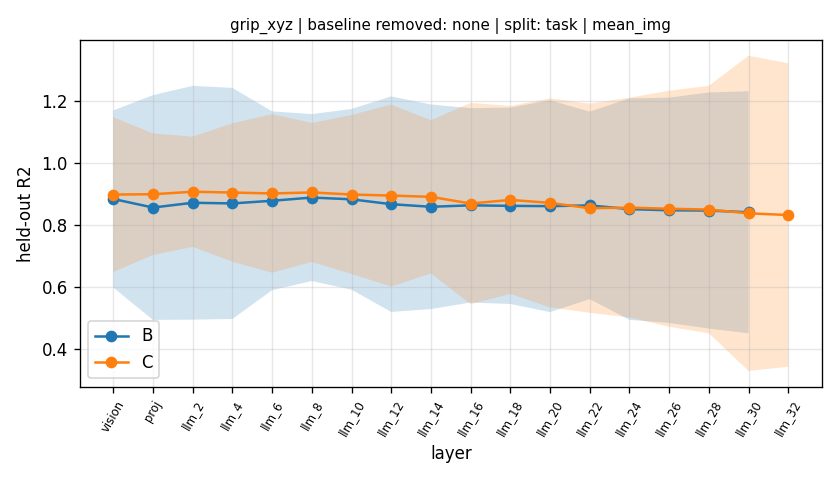 grip_xyz | baseline removed: none | split: task | mean_img
held-out R2
1.2
1.0
0.8
0.6
0.4
B
C
vision
proj
llm_2
llm_4
llm_6
llm_8
llm_10
llm_12
llm_14
llm_16
llm_18
llm_20
llm_22
llm_24
llm_26
llm_28
llm_30
llm_32
layer